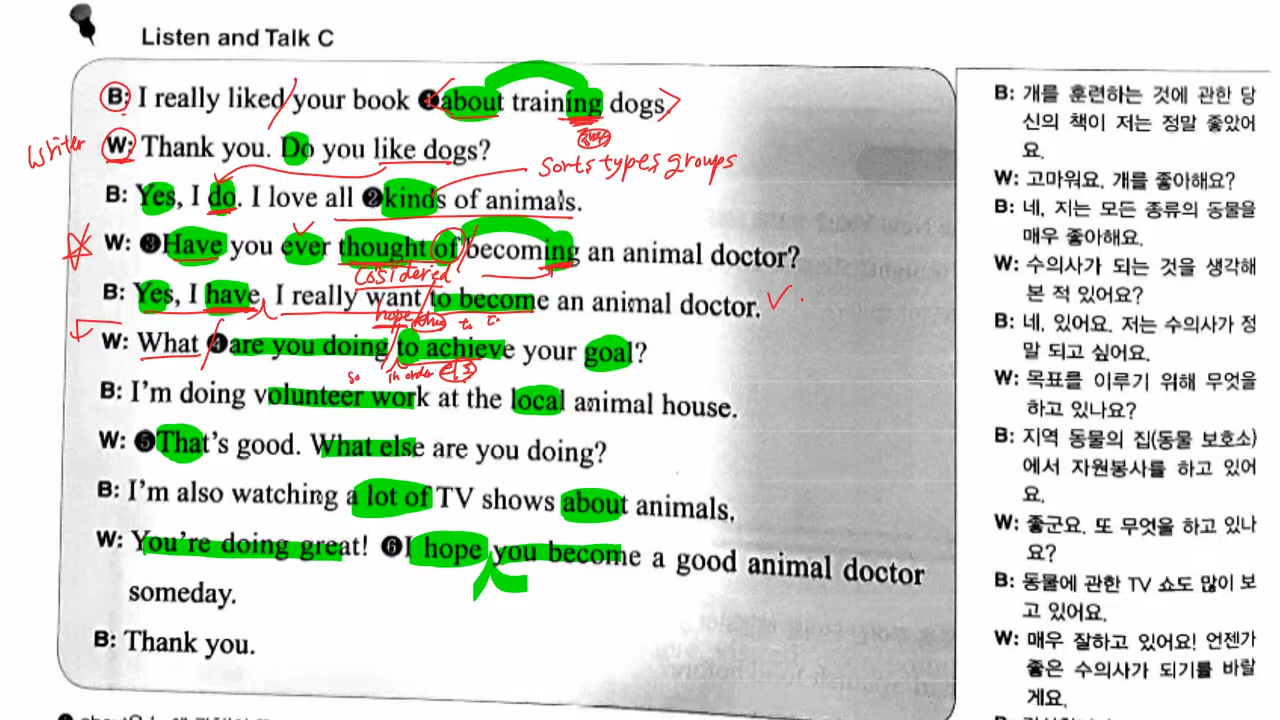 Listen and Talk C
B: I really liked your book ❶about training dogs.
Writer W: Thank you. Do you like dogs?
sorts types groups
B: Yes, I do. I love all ❷kinds of animals.
W: ❸Have you ever thought of becoming an animal doctor?
cosidered
B: Yes, I have. I really want to become an animal doctor.
hope
W: What ❹are you doing to achieve your goal?
so in order
B: I'm doing volunteer work at the local animal house.
W: ❺That's good. What else are you doing?
B: I'm also watching a lot of TV shows about animals.
W: You're doing great! ❻I hope you become a good animal doctor
someday.
B: Thank you.
B: 개를 훈련하는 것에 관한 당
신의 책이 저는 정말 좋았어
요.
W: 고마워요. 개를 좋아해요?
B: 네, 저는 모든 종류의 동물을
매우 좋아해요.
W: 수의사가 되는 것을 생각해
본 적 있어요?
B: 네, 있어요. 저는 수의사가 정
말 되고 싶어요.
W: 목표를 이루기 위해 무엇을
하고 있나요?
B: 지역 동물의 집(동물 보호소)
에서 자원봉사를 하고 있어
요.
W: 좋군요. 또 무엇을 하고 있나
요?
B: 동물에 관한 TV 쇼도 많이 보
고 있어요.
W: 매우 잘하고 있어요! 언젠가
좋은 수의사가 되기를 바랄
게요.